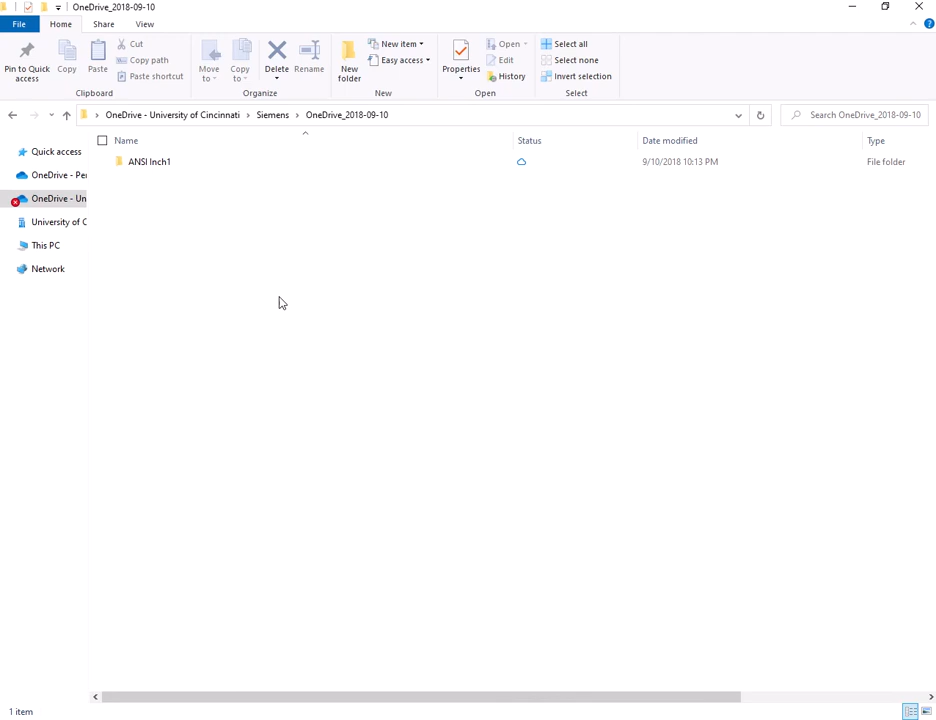 OneDrive_2018-09-10
File Home Share View
Pin to Quick access
Copy
Paste
Cut
Copy path
Paste shortcut
Clipboard
Move to
Copy to
Delete
Rename
Organize
New folder
New item
Easy access
New
Properties
Open
Edit
History
Open
Select all
Select none
Invert selection
Select
OneDrive - University of Cincinnati Siemens OneDrive_2018-09-10
Search OneDrive_2018-09-10
Name Status Date modified Type
ANSI Inch1 9/10/2018 10:13 PM File folder
Quick access
OneDrive - Per
OneDrive - Un
University of C
This PC
Network
1 item